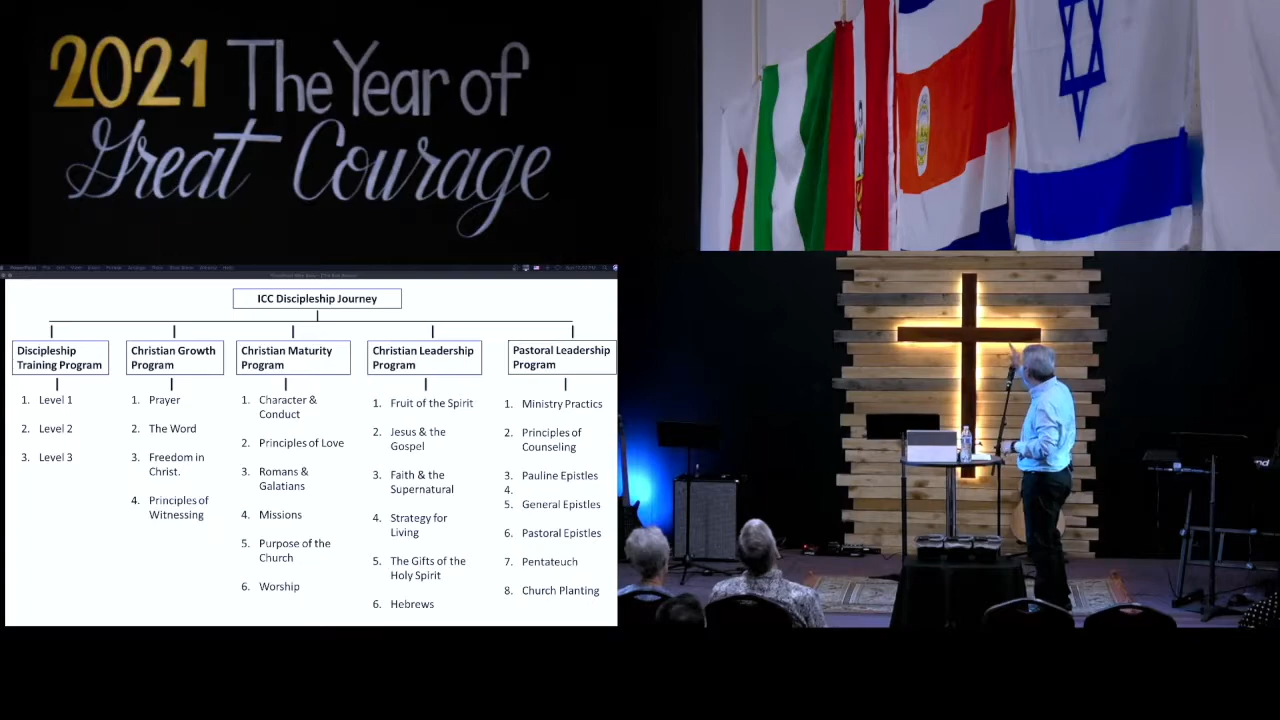 2021 The Year of
Great Courage
ICC Discipleship Journey
Discipleship
Training Program
1. Level 1
2. Level 2
3. Level 3
Christian Growth
Program
1. Prayer
2. The Word
3. Freedom in
Christ.
4. Principles of
Witnessing
Christian Maturity
Program
1. Character &
Conduct
2. Principles of Love
3. Romans &
Galatians
4. Missions
5. Purpose of the
Church
6. Worship
Christian Leadership
Program
1. Fruit of the Spirit
2. Jesus & the
Gospel
3. Faith & the
Supernatural
4. Strategy for
Living
5. The Gifts of the
Holy Spirit
6. Hebrews
Pastoral Leadership
Program
1. Ministry Practics
2. Principles of
Counseling
3. Pauline Epistles
4.
5. General Epistles
6. Pastoral Epistles
7. Pentateuch
8. Church Planting